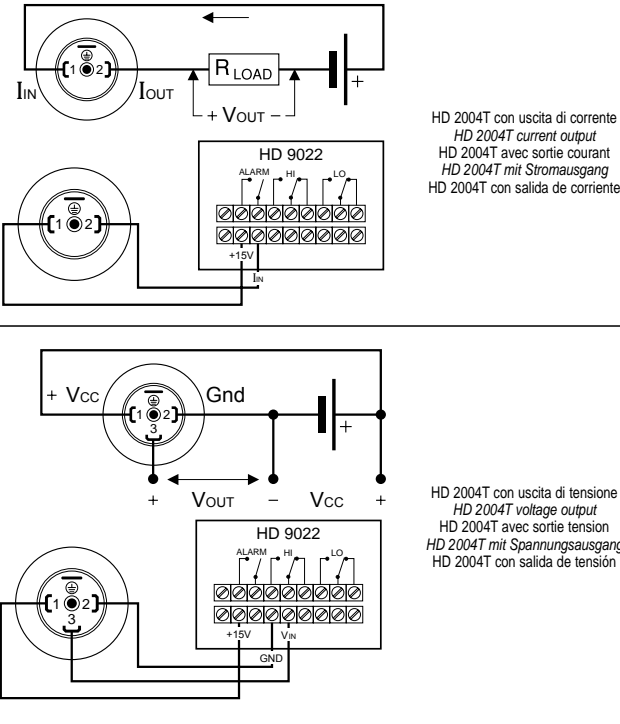 1 2
IIN IOUT
RLOAD
+
+ VOUT −
HD 2004T con uscita di corrente
HD 2004T current output
HD 2004T avec sortie courant
HD 2004T mit Stromausgang
HD 2004T con salida de corriente
HD 9022
ALARM HI LO
1 2
+15V
IIN
+ VCC Gnd
1 2
3
+
+ VOUT − VCC +
HD 2004T con uscita di tensione
HD 2004T voltage output
HD 2004T avec sortie tension
HD 2004T mit Spannungsausgang
HD 2004T con salida de tensión
HD 9022
ALARM HI LO
1 2
3
+15V VIN
GND